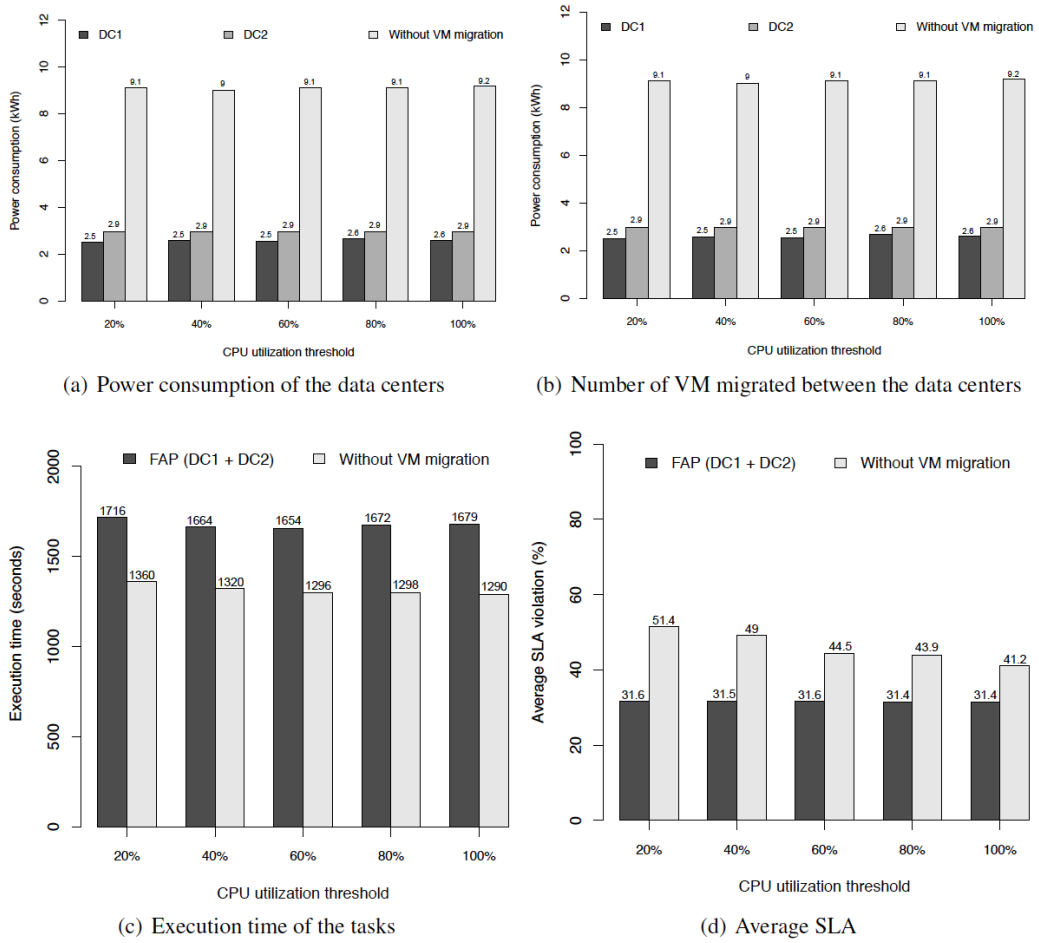 DC1 DC2 Without VM migration
Power consumption (kWh)
0 2 4 6 8 10 12
2.5 2.9 9.1
2.5 2.9 9
2.5 2.9 9.1
2.6 2.9 9.1
2.6 2.9 9.2
20% 40% 60% 80% 100%
CPU utilization threshold
(a) Power consumption of the data centers
DC1 DC2 Without VM migration
Power consumption (kWh)
0 2 4 6 8 10 12
2.5 2.9 9.1
2.5 2.9 9
2.5 2.9 9.1
2.6 2.9 9.1
2.6 2.9 9.2
20% 40% 60% 80% 100%
CPU utilization threshold
(b) Number of VM migrated between the data centers
FAP (DC1 + DC2) Without VM migration
Execution time (seconds)
0 500 1000 1500 2000
1716 1360
1664 1320
1654 1296
1672 1298
1679 1290
20% 40% 60% 80% 100%
CPU utilization threshold
(c) Execution time of the tasks
FAP (DC1 + DC2) Without VM migration
Average SLA violation (%)
0 20 40 60 80 100
31.6 51.4
31.5 49
31.6 44.5
31.4 43.9
31.4 41.2
20% 40% 60% 80% 100%
CPU utilization threshold
(d) Average SLA